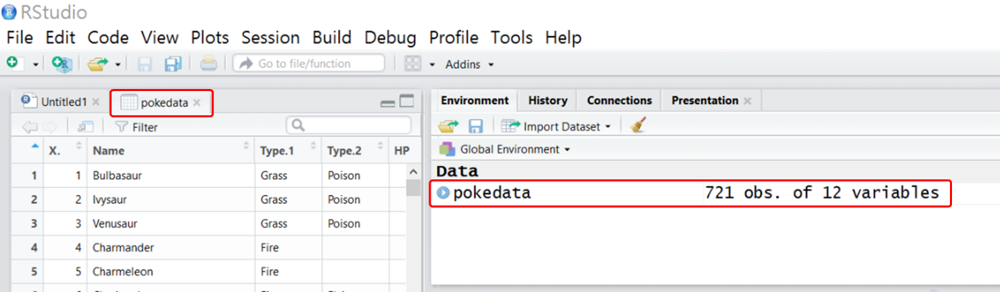 RStudio
File Edit Code View Plots Session Build Debug Profile Tools Help
Go to file/function Addins
Untitled1 pokedata
Filter
X. Name Type.1 Type.2 HP
1 1 Bulbasaur Grass Poison
2 2 Ivysaur Grass Poison
3 3 Venusaur Grass Poison
4 4 Charmander Fire
5 5 Charmeleon Fire
Environment History Connections Presentation
Import Dataset
Global Environment
Data
pokedata 721 obs. of 12 variables